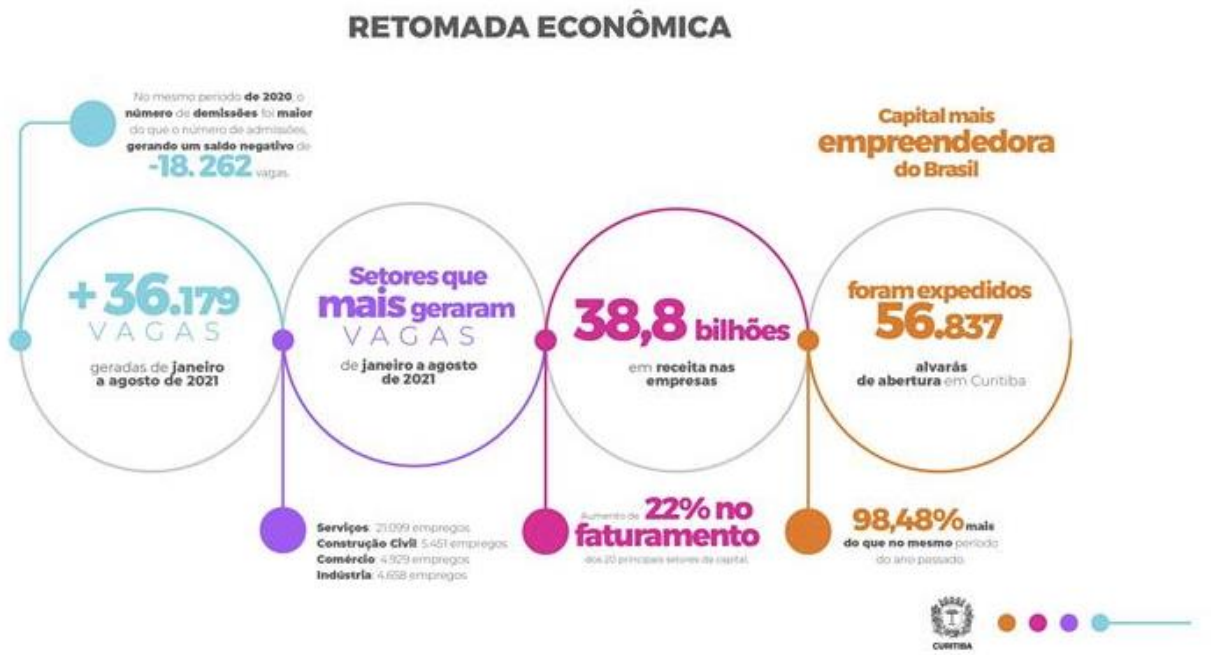 RETOMADA ECONÔMICA
No mesmo período de 2020, o
número de demissões foi maior
do que o número de admissões,
gerando um saldo negativo de
-18. 262 vagas.
+ 36.179
VAGAS
geradas de janeiro
a agosto de 2021
Setores que
mais geraram
VAGAS
de janeiro a agosto
de 2021
Serviços: 21.099 empregos
Construção Civil: 5.451 empregos
Comércio: 4.929 empregos
Indústria: 4.658 empregos
38,8 bilhões
em receita nas
empresas
Aumento de 22% no
faturamento
dos 20 principais setores da capital.
Capital mais
empreendedora
do Brasil
foram expedidos
56.837
alvarás
de abertura em Curitiba
98,48% mais
do que no mesmo período
do ano passado.
CURITIBA